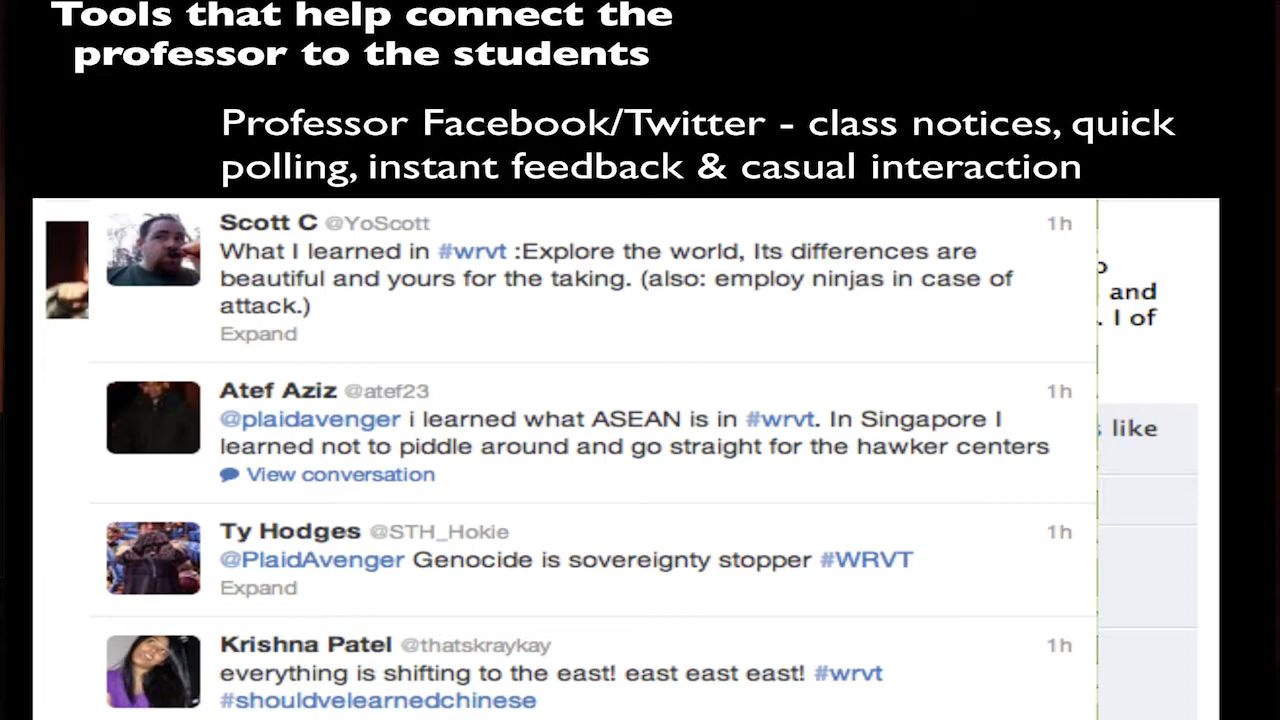 Tools that help connect the
professor to the students
Professor Facebook/Twitter - class notices, quick
polling, instant feedback & casual interaction
Scott C @YoScott 1h
What I learned in #wrvt :Explore the world, Its differences are
beautiful and yours for the taking. (also: employ ninjas in case of
attack.)
Expand
and
. I of
Atef Aziz @atef23 1h
@plaidavenger i learned what ASEAN is in #wrvt. In Singapore I
learned not to piddle around and go straight for the hawker centers
View conversation
like
Ty Hodges @STH_Hokie 1h
@PlaidAvenger Genocide is sovereignty stopper #WRVT
Expand
Krishna Patel @thatskraykay 1h
everything is shifting to the east! east east east! #wrvt
#shouldvelearnedchinese